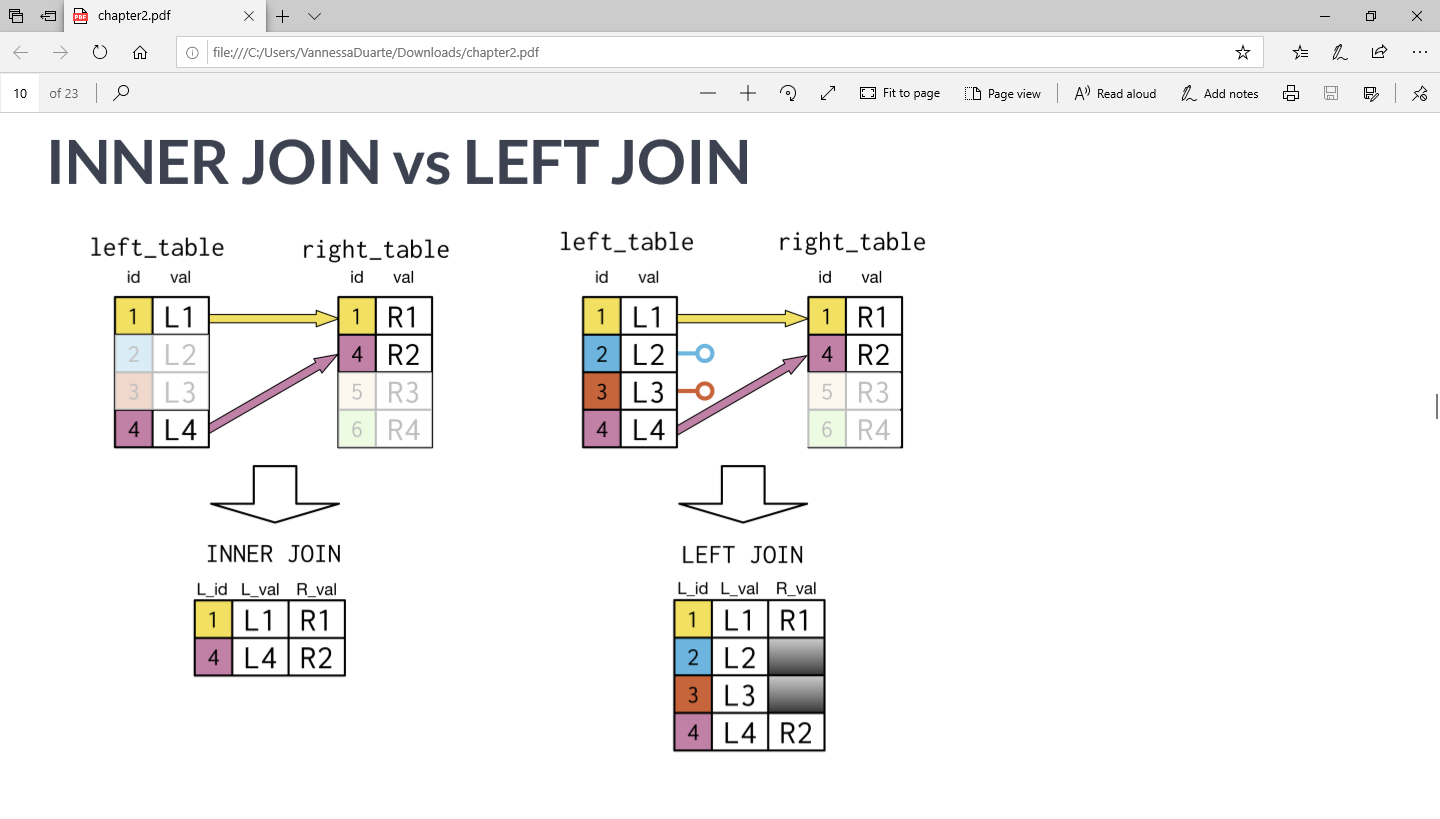 chapter2.pdf
file:///C:/Users/VannessaDuarte/Downloads/chapter2.pdf
10 of 23 Fit to page Page view Read aloud Add notes
INNER JOIN vs LEFT JOIN
left_table right_table
id val id val
1 L1 1 R1
2 L2 4 R2
3 L3 5 R3
4 L4 6 R4
INNER JOIN
L_id L_val R_val
1 L1 R1
4 L4 R2
left_table right_table
id val id val
1 L1 1 R1
2 L2 4 R2
3 L3 5 R3
4 L4 6 R4
LEFT JOIN
L_id L_val R_val
1 L1 R1
2 L2
3 L3
4 L4 R2